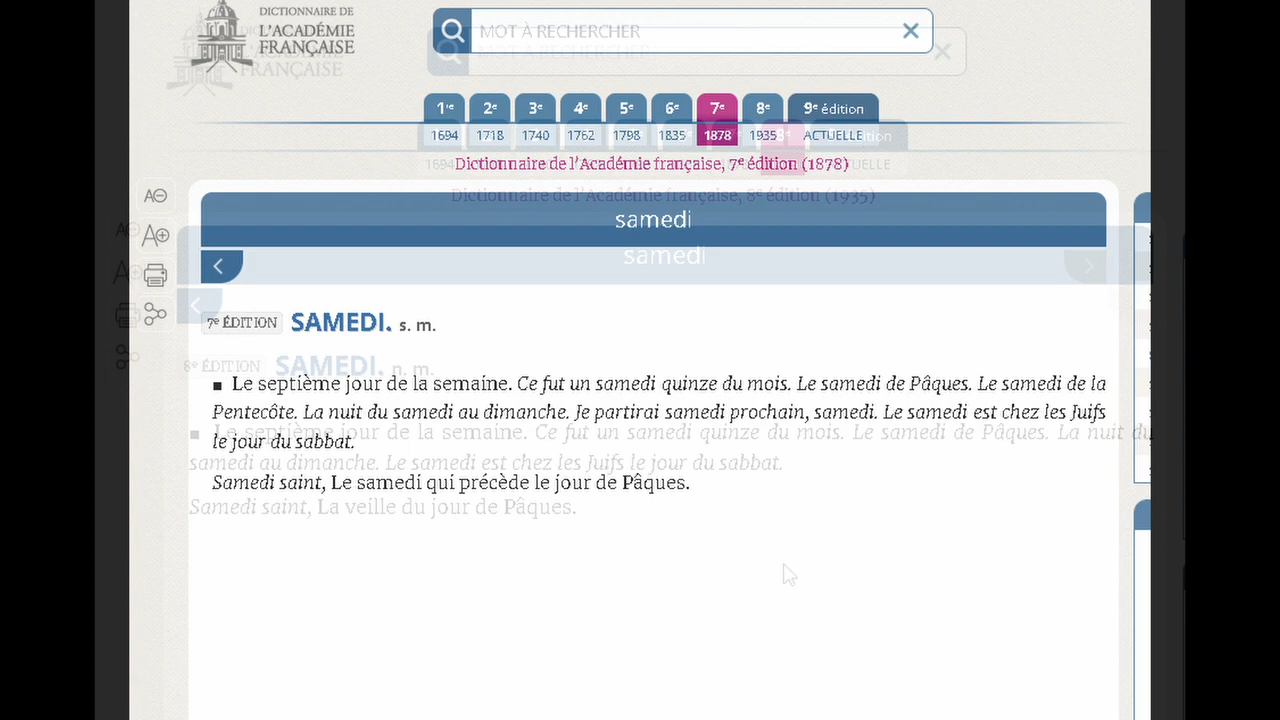 DICTIONNAIRE DE
L'ACADÉMIE
FRANÇAISE
MOT À RECHERCHER
1re 2e 3e 4e 5e 6e 7e 8e 9e édition
1694 1718 1740 1762 1798 1835 1878 1935 ACTUELLE
Dictionnaire de l'Académie française, 7e édition (1878)
Dictionnaire de l'Académie française, 8e édition (1935)
samedi
samedi
7e ÉDITION SAMEDI. s. m.
8e ÉDITION SAMEDI. n. m.
■ Le septième jour de la semaine. Ce fut un samedi quinze du mois. Le samedi de Pâques. Le samedi de la
Pentecôte. La nuit du samedi au dimanche. Je partirai samedi prochain, samedi. Le samedi est chez les Juifs
le jour du sabbat.
■ Le septième jour de la semaine. Ce fut un samedi quinze du mois. Le samedi de Pâques. La nuit du
samedi au dimanche. Le samedi est chez les Juifs le jour du sabbat.
Samedi saint, Le samedi qui précède le jour de Pâques.
Samedi saint, La veille du jour de Pâques.